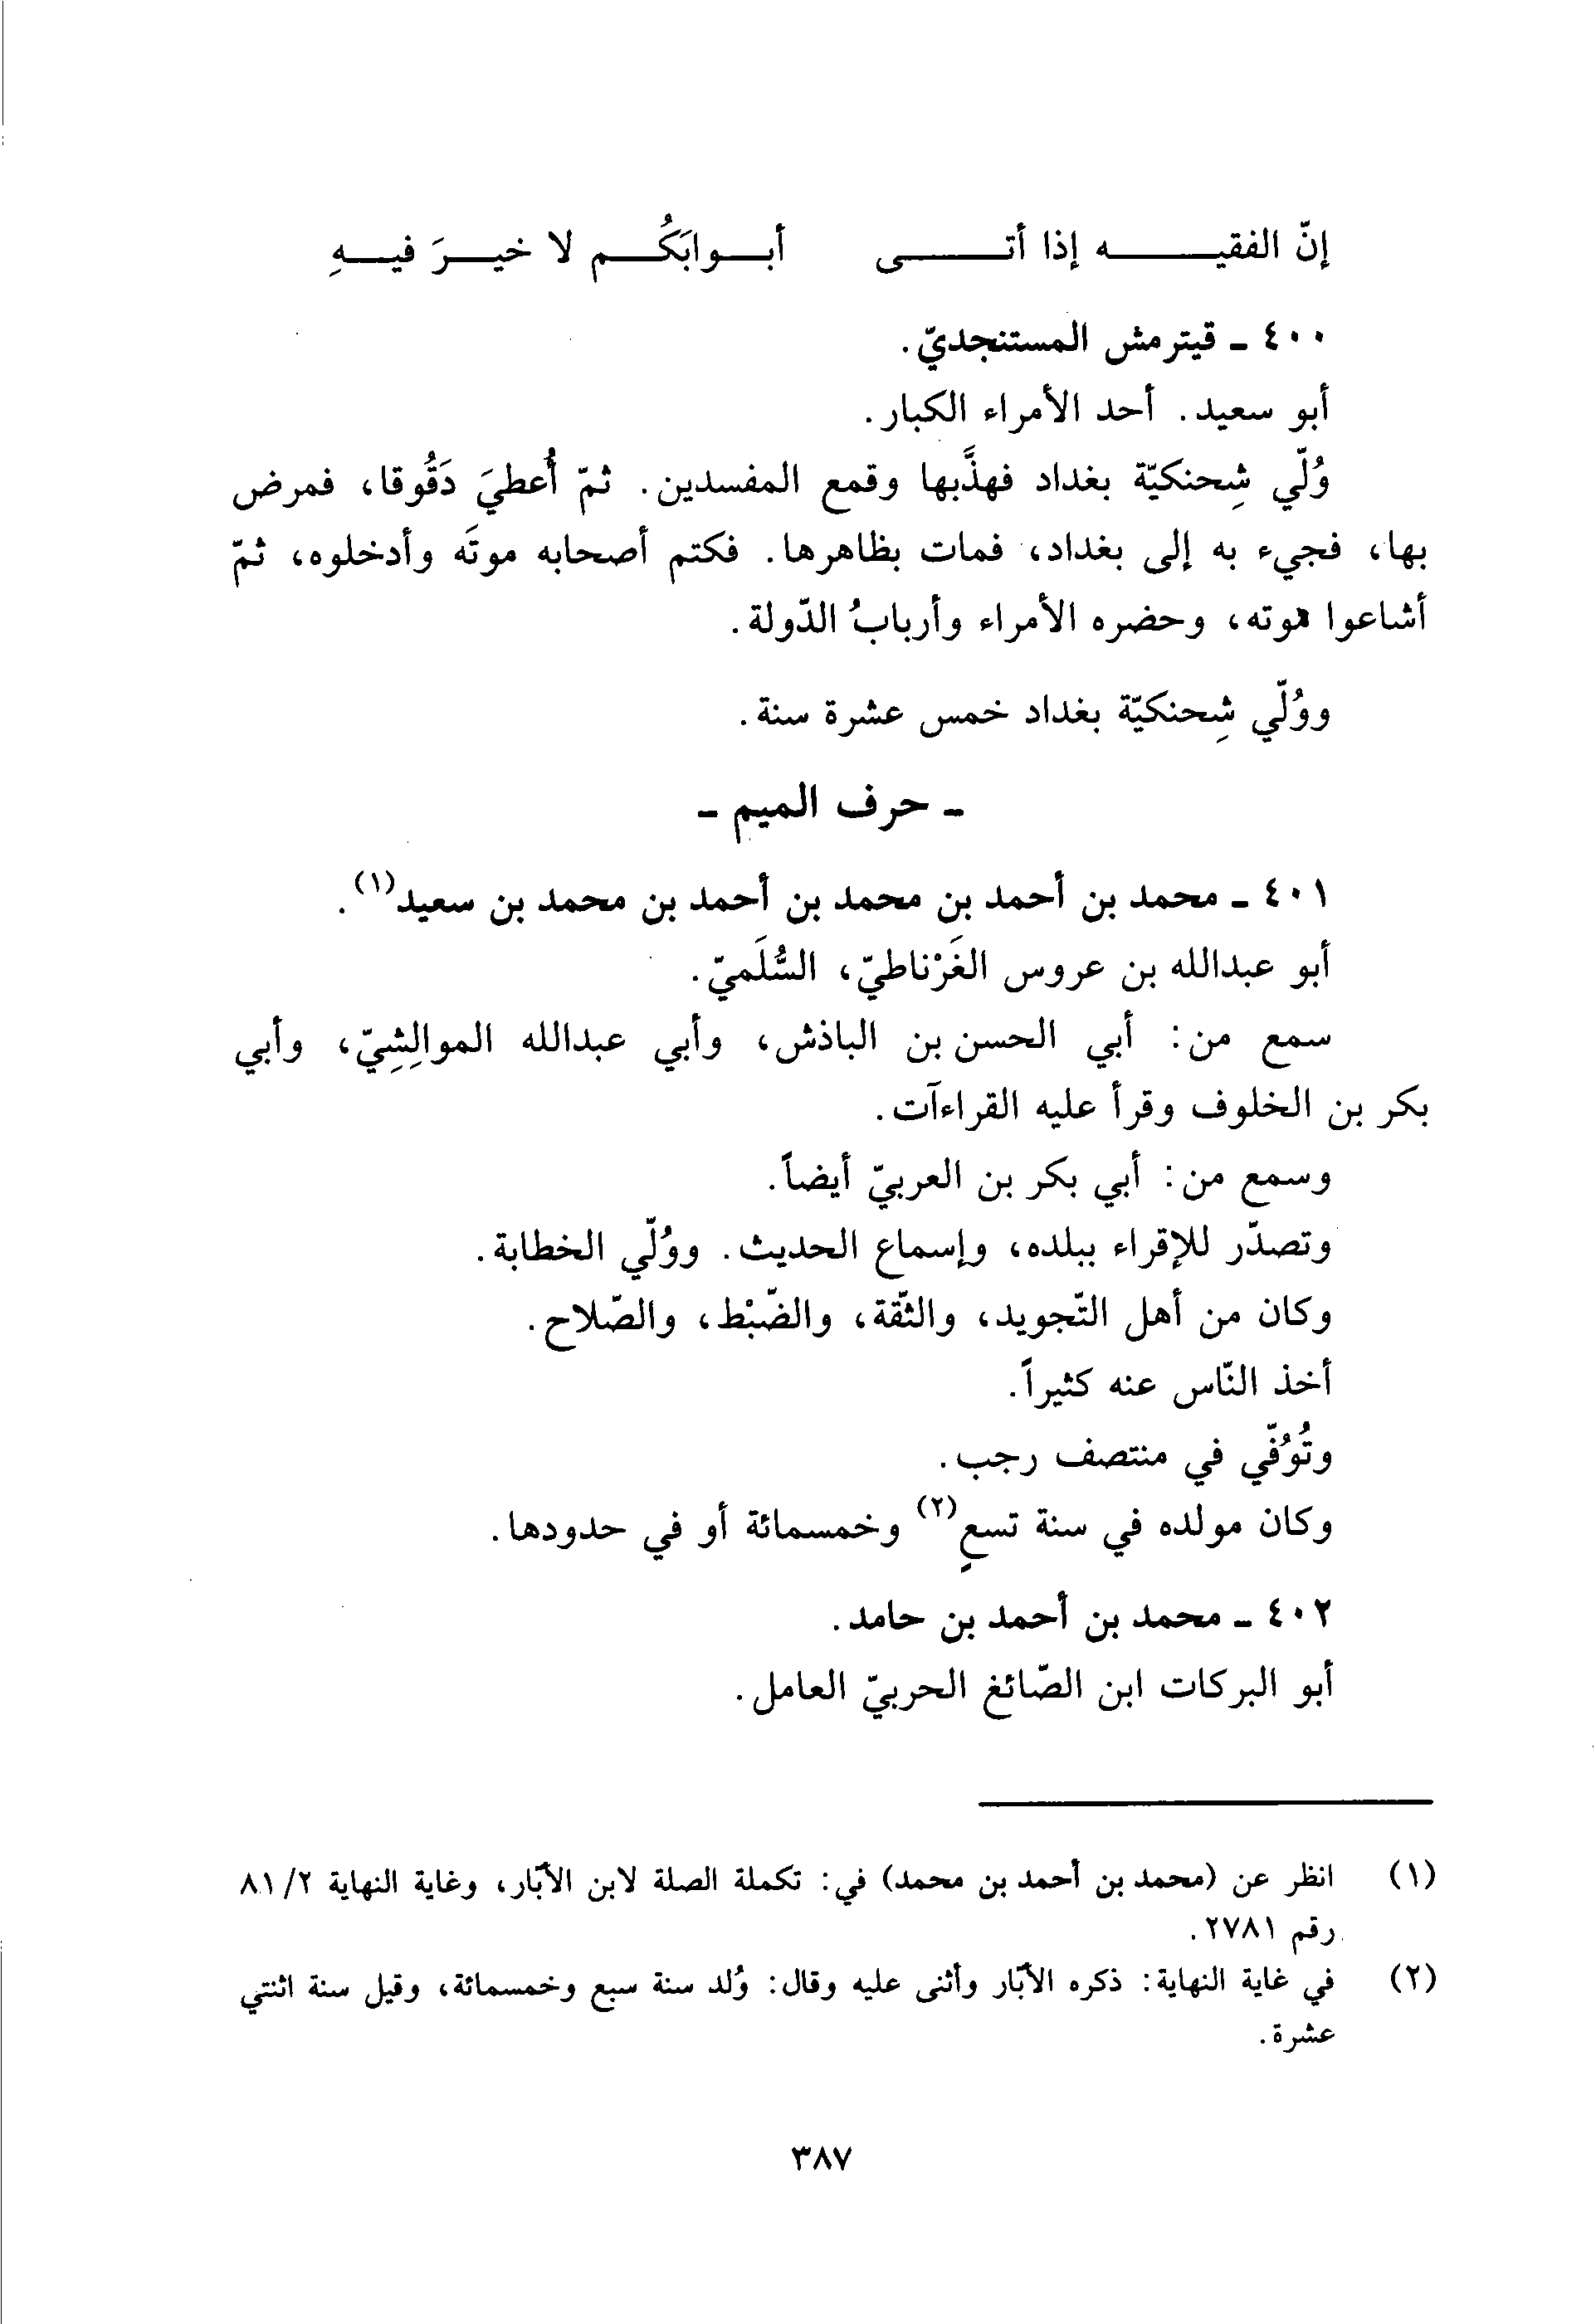 إنّ الفقيـــــه إذا أتـــــى أبـــوابَكُـــم لا خيـــرَ فيـــهِ
٤٠٠ - قيترمش المستنجديّ.
أبو سعيد. أحد الأمراء الكبار.
وُلّي شِحنكيّة بغداد فهذَّبها وقمع المفسدين. ثمّ أُعطيَ دَقُوقا، فمرض
بها، فجيء به إلى بغداد، فمات بظاهرها. فكتم أصحابه موتَه وأدخلوه، ثمّ
أشاعوا موته، وحضره الأمراء وأربابُ الدّولة.
ووُلّي شِحنكيّة بغداد خمس عشرة سنة.
- حرف الميم -
٤٠١ - محمد بن أحمد بن محمد بن أحمد بن محمد بن سعيد(١).
أبو عبدالله بن عروس الغَرْناطيّ، السُّلَميّ.
سمع من: أبي الحسن بن الباذش، وأبي عبدالله الموالِشِيّ، وأبي
بكر بن الخلوف وقرأ عليه القراءآت.
وسمع من: أبي بكر بن العربيّ أيضاً.
وتصدّر للإقراء ببلده، وإسماع الحديث. ووُلّي الخطابة.
وكان من أهل التّجويد، والثّقة، والضّبْط، والصّلاح.
أخذ النّاس عنه كثيراً.
وتُوُفّي في منتصف رجب.
وكان مولده في سنة تسعٍ(٢) وخمسمائة أو في حدودها.
٤٠٢ - محمد بن أحمد بن حامد.
أبو البركات ابن الصّائغ الحربيّ العامل.
(١) انظر عن (محمد بن أحمد بن محمد) في: تكملة الصلة لابن الأبّار، وغاية النهاية ٨١/٢
رقم ٢٧٨١.
(٢) في غاية النهاية: ذكره الأبّار وأثنى عليه وقال: وُلد سنة سبع وخمسمائة، وقيل سنة اثنتي
عشرة.
٣٨٧